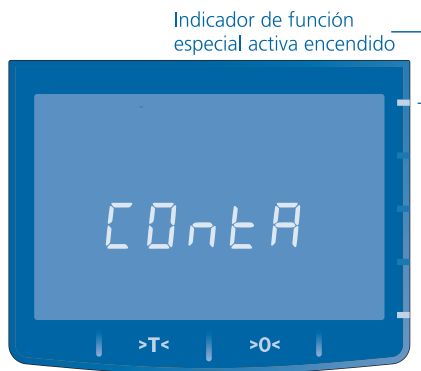 Indicador de función
especial activa encendido
COntA
>T< >0<